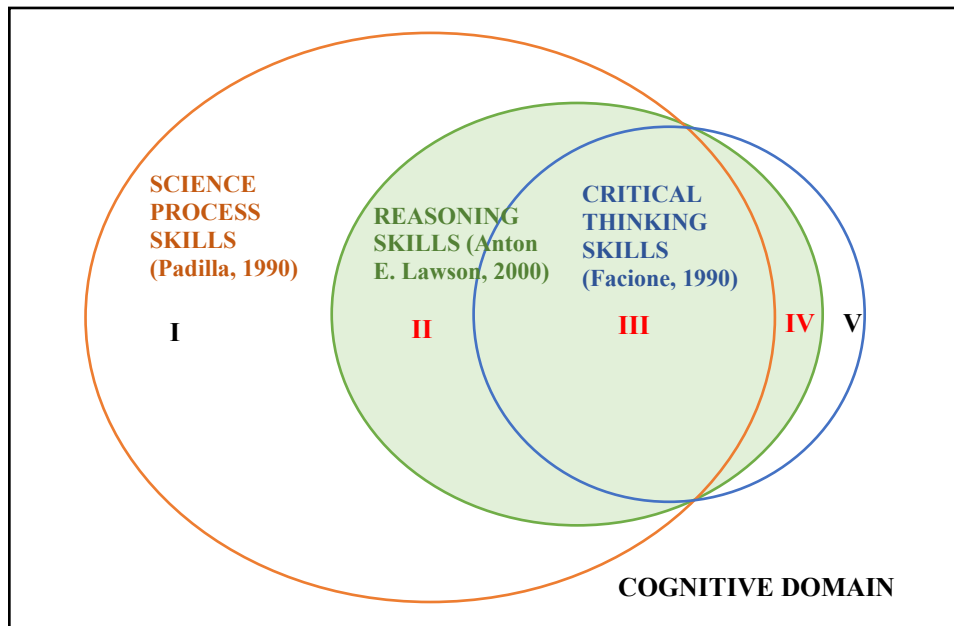 SCIENCE
PROCESS
SKILLS
(Padilla, 1990)
REASONING
SKILLS (Anton
E. Lawson, 2000)
CRITICAL
THINKING
SKILLS
(Facione, 1990)
I
II
III
IV
V
COGNITIVE DOMAIN